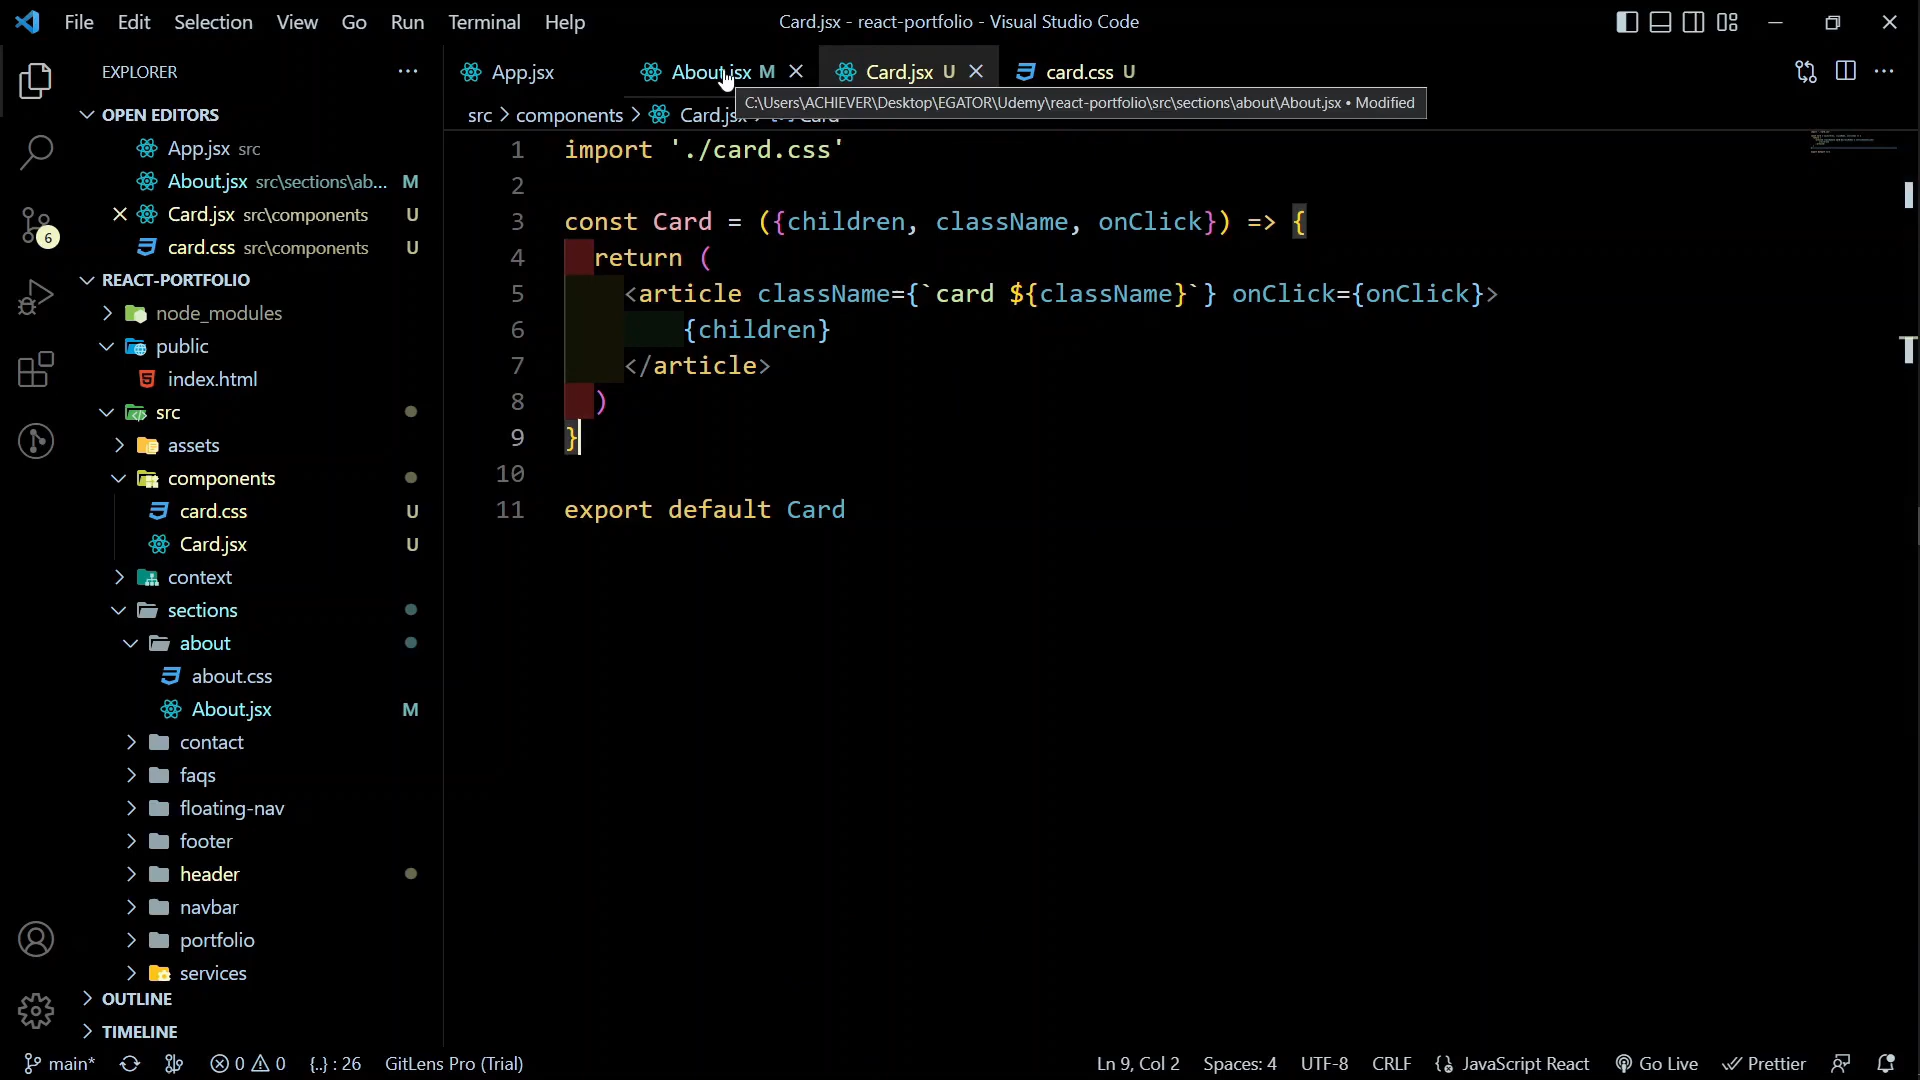 File Edit Selection View Go Run Terminal Help
Card.jsx - react-portfolio - Visual Studio Code
EXPLORER
App.jsx
About.jsx M
Card.jsx U
card.css U
C:\Users\ACHIEVER\Desktop\EGATOR\Udemy\react-portfolio\src\sections\about\About.jsx • Modified
src > components > Card.jsx > Card
OPEN EDITORS
App.jsx src
About.jsx src\sections\ab... M
Card.jsx src\components U
card.css src\components U
6
REACT-PORTFOLIO
node_modules
public
index.html
src
assets
components
card.css U
Card.jsx U
context
sections
about
about.css
About.jsx M
contact
faqs
floating-nav
footer
header
navbar
portfolio
services
OUTLINE
TIMELINE
1 import './card.css'
2
3 const Card = ({children, className, onClick}) => {
4 return (
5 <article className={`card ${className}`} onClick={onClick}>
6 {children}
7 </article>
8 )
9 }
10
11 export default Card
main* 0 0 {..} : 26 GitLens Pro (Trial)
Ln 9, Col 2 Spaces: 4 UTF-8 CRLF JavaScript React Go Live Prettier